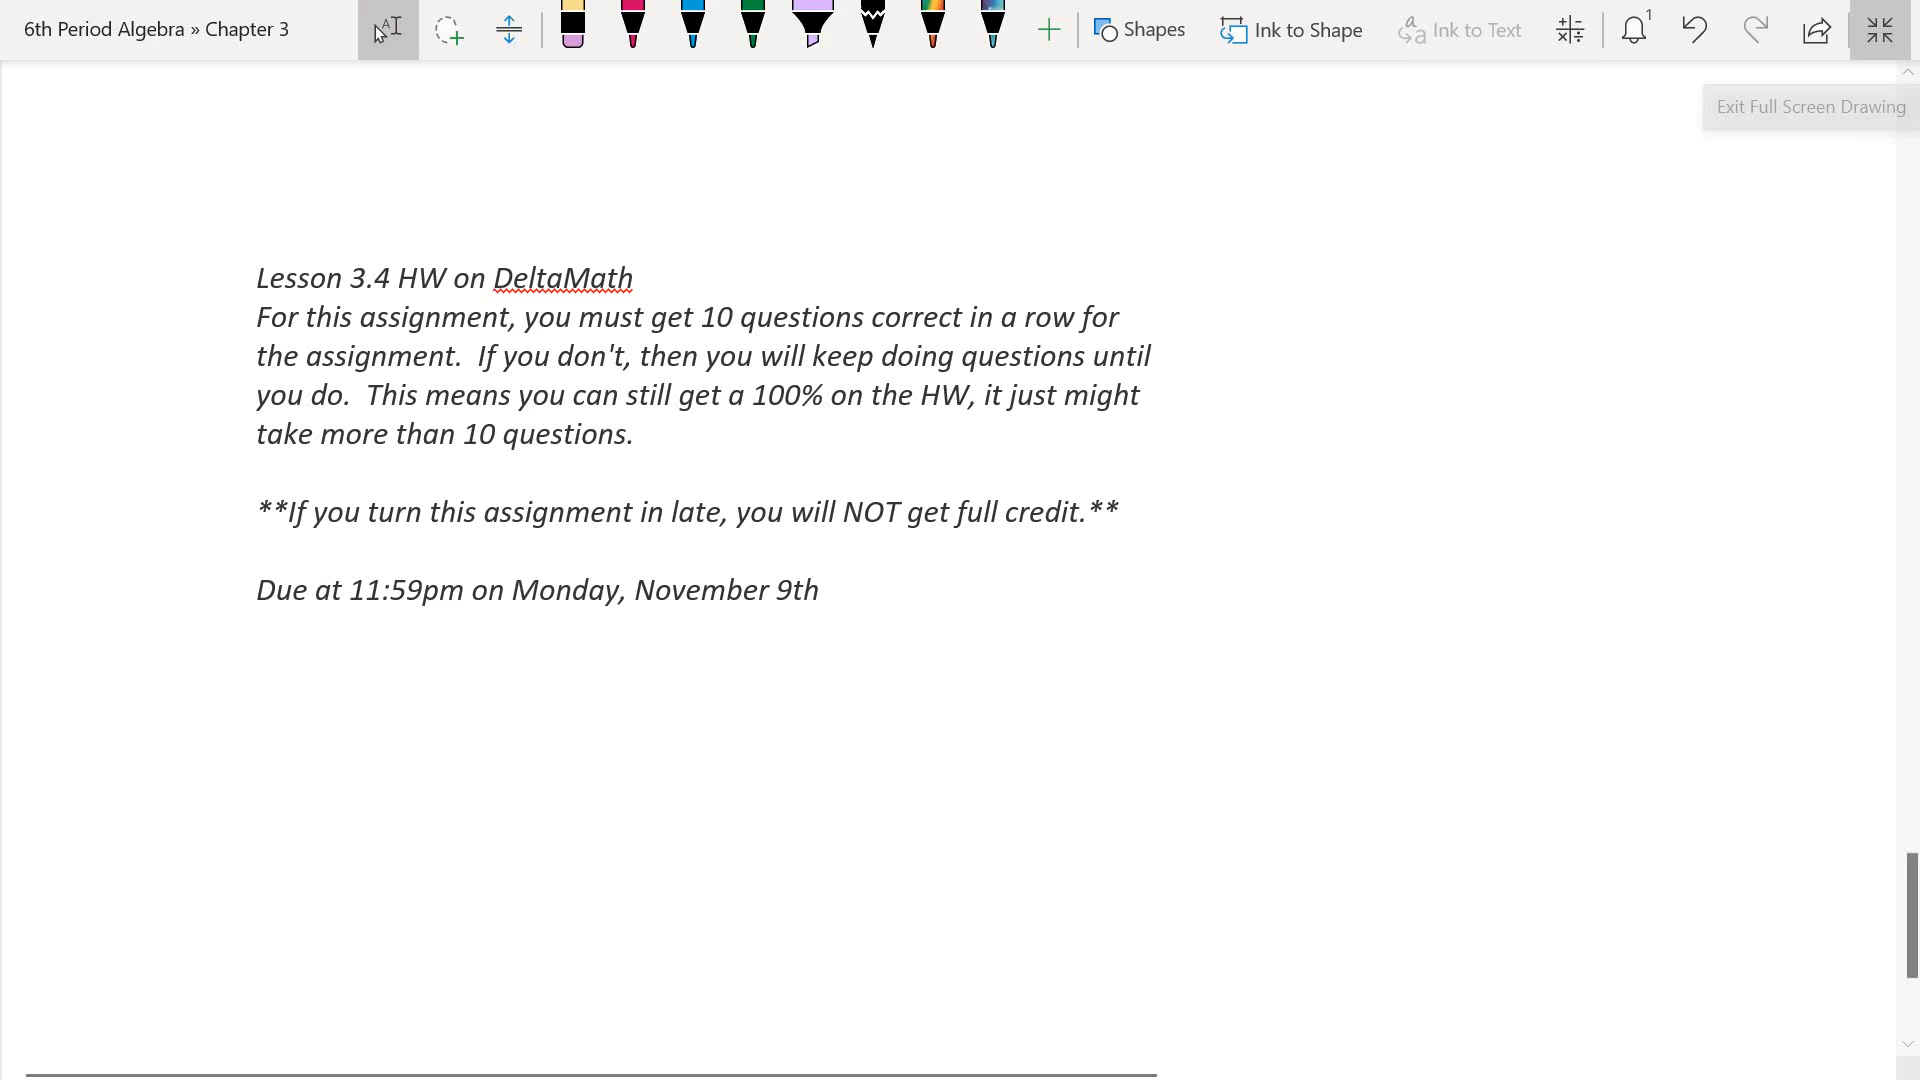 6th Period Algebra » Chapter 3
Shapes
Ink to Shape
Ink to Text
1
Exit Full Screen Drawing
Lesson 3.4 HW on DeltaMath
For this assignment, you must get 10 questions correct in a row for
the assignment.  If you don't, then you will keep doing questions until
you do.  This means you can still get a 100% on the HW, it just might
take more than 10 questions.
**If you turn this assignment in late, you will NOT get full credit.**
Due at 11:59pm on Monday, November 9th